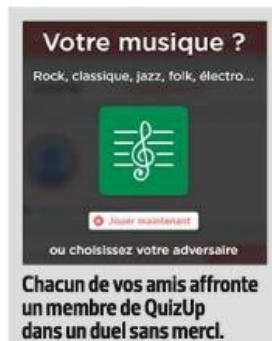 Votre musique ?
Rock, classique, jazz, folk, électro...
Jouer maintenant
ou choisissez votre adversaire
Chacun de vos amis affronte
un membre de QuizUp
dans un duel sans merci.